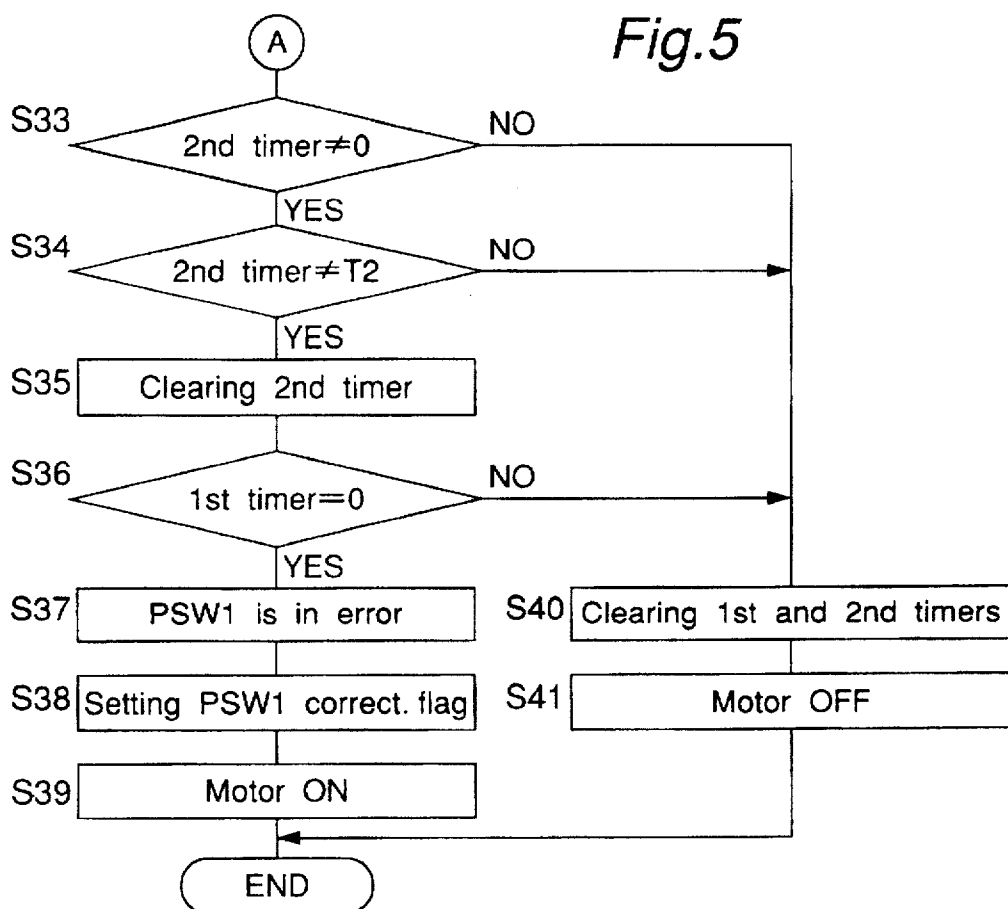 A
Fig.5
S33
2nd timer≠0
NO
YES
S34
2nd timer≠T2
NO
YES
S35
Clearing 2nd timer
S36
1st timer=0
NO
YES
S37
PSW1 is in error
S40
Clearing 1st and 2nd timers
S38
Setting PSW1 correct. flag
S41
Motor OFF
S39
Motor ON
END